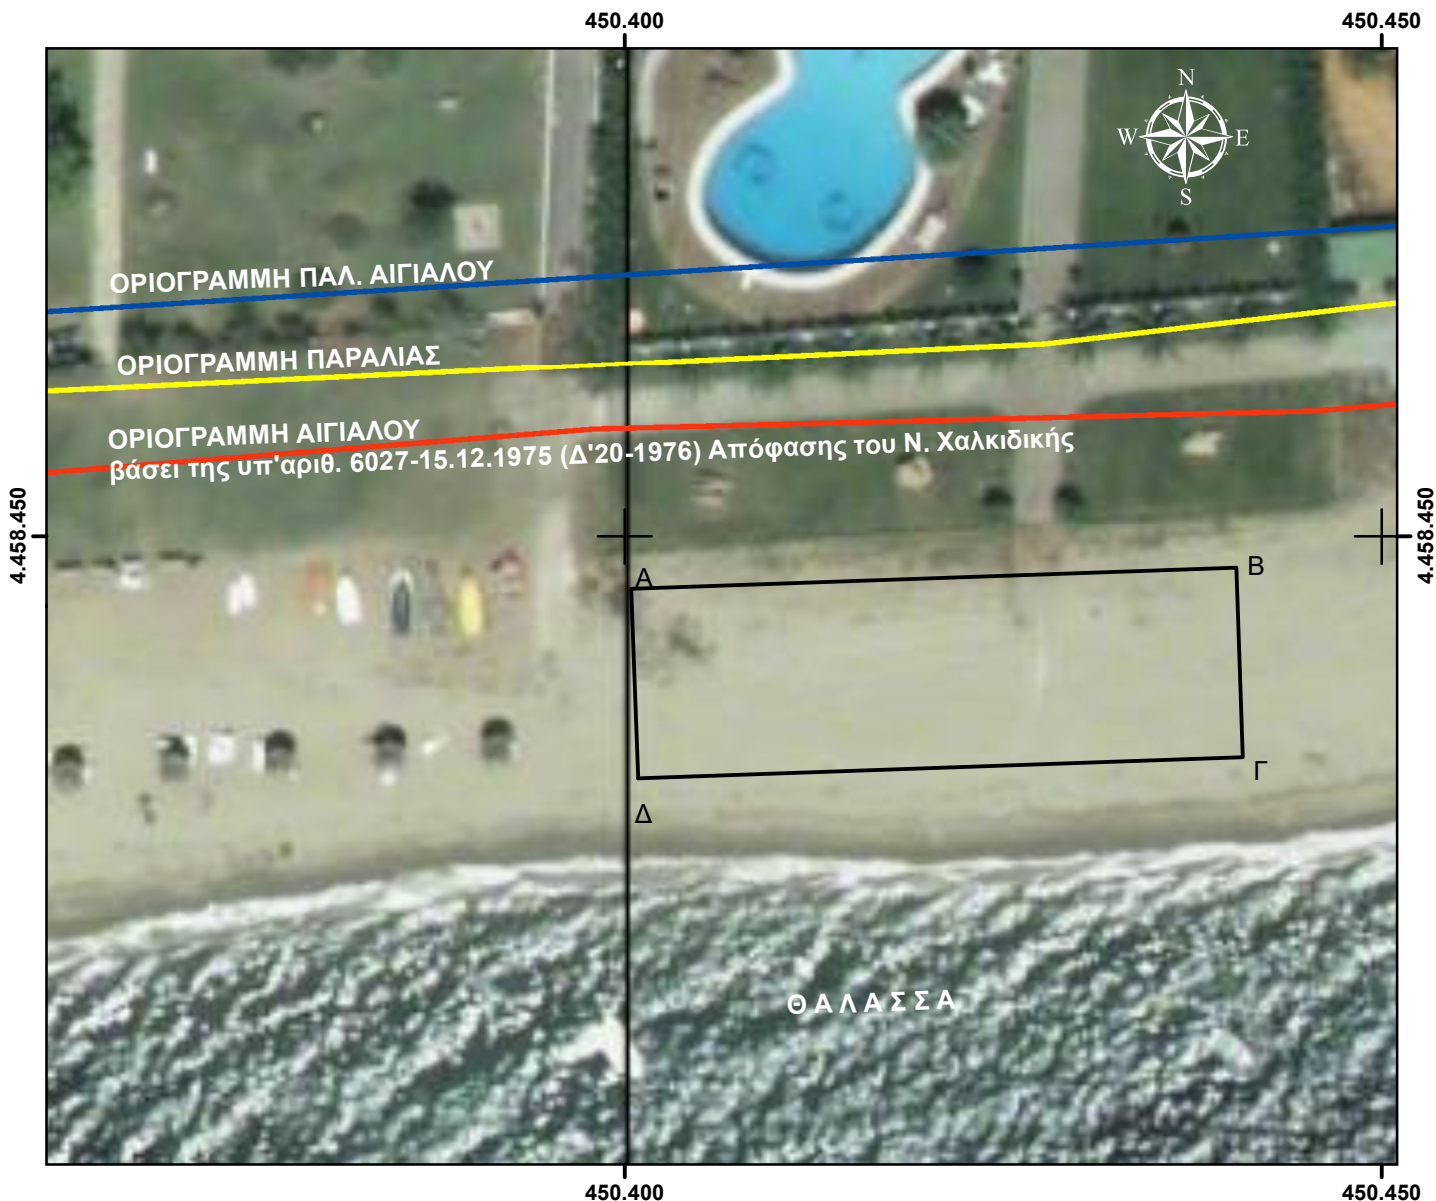 450.400
450.450
N
W
E
S
ΟΡΙΟΓΡΑΜΜΗ ΠΑΛ. ΑΙΓΙΑΛΟΥ
ΟΡΙΟΓΡΑΜΜΗ ΠΑΡΑΛΙΑΣ
ΟΡΙΟΓΡΑΜΜΗ ΑΙΓΙΑΛΟΥ
βάσει της υπ'αριθ. 6027-15.12.1975 (Δ'20-1976) Απόφασης του Ν. Χαλκιδικής
4.458.450
4.458.450
Α
Β
Γ
Δ
ΘΑΛΑΣΣΑ
450.400
450.450